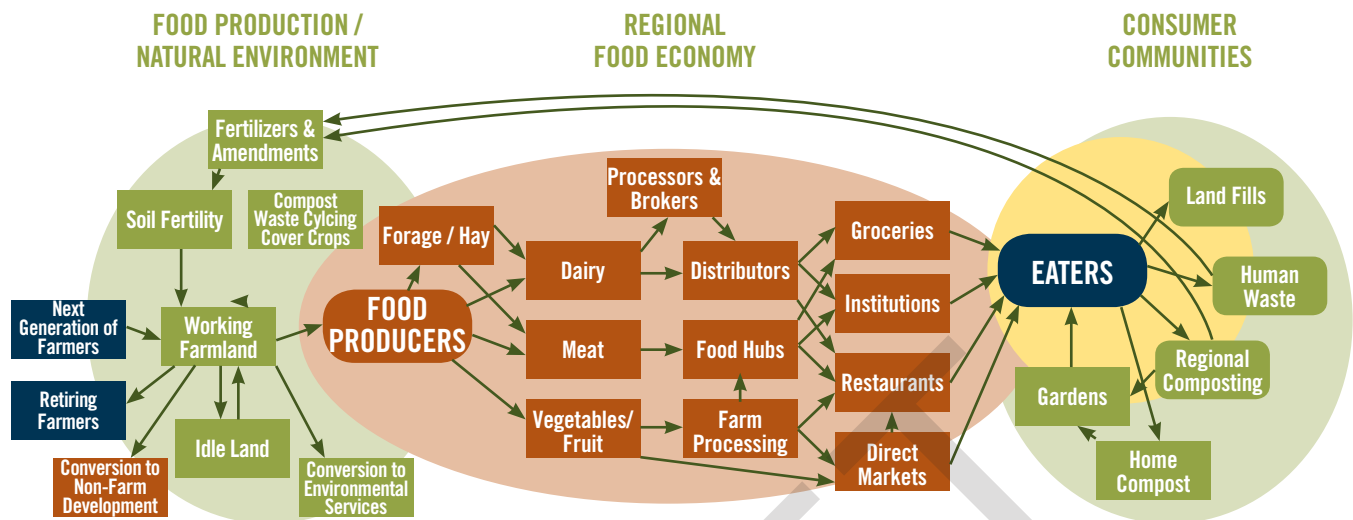 FOOD PRODUCTION /
NATURAL ENVIRONMENT
REGIONAL
FOOD ECONOMY
CONSUMER
COMMUNITIES
Fertilizers &
Amendments
Soil Fertility
Compost
Waste Cylcing
Cover Crops
Next
Generation of
Farmers
Working
Farmland
Retiring
Farmers
Idle Land
Conversion to
Non-Farm
Development
Conversion to
Environmental
Services
Forage / Hay
FOOD
PRODUCERS
Processors &
Brokers
Dairy
Distributors
Meat
Food Hubs
Vegetables/
Fruit
Farm
Processing
Groceries
Institutions
Restaurants
Direct
Markets
EATERS
Land Fills
Human
Waste
Regional
Composting
Gardens
Home
Compost